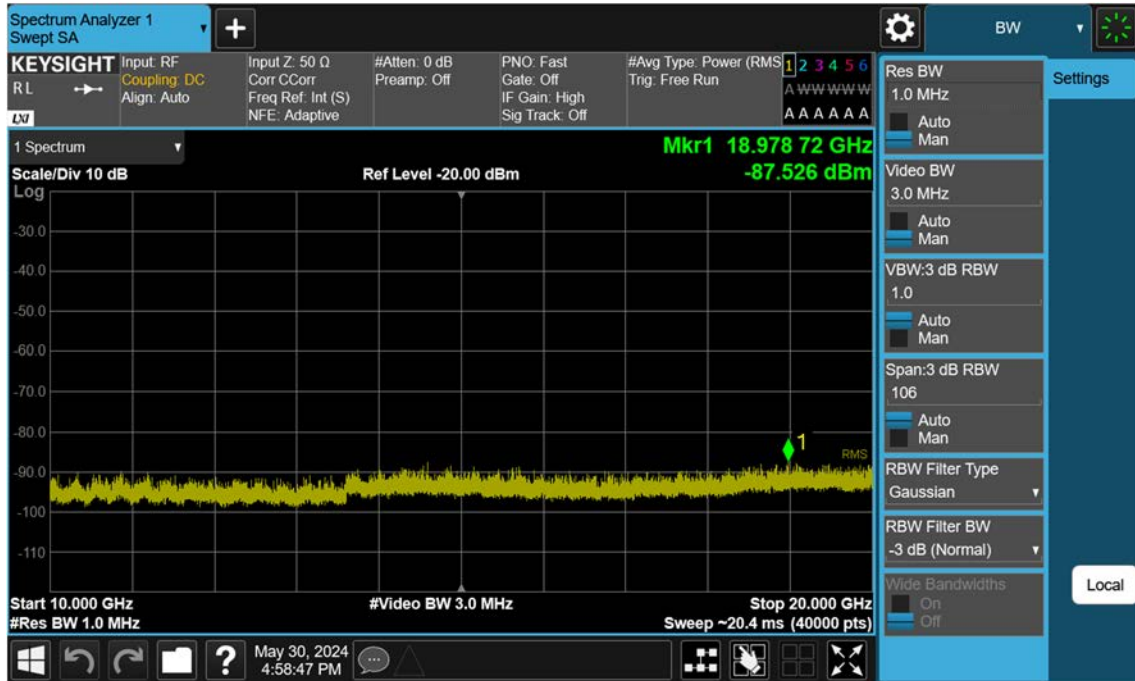 Spectrum Analyzer 1
Swept SA
BW
KEYSIGHT
R L
LXI
Input: RF
Coupling: DC
Align: Auto
Input Z: 50 Ω
Corr CCorr
Freq Ref: Int (S)
NFE: Adaptive
#Atten: 0 dB
Preamp: Off
PNO: Fast
Gate: Off
IF Gain: High
Sig Track: Off
#Avg Type: Power (RMS
Trig: Free Run
1 2 3 4 5 6
A W W W W W
A A A A A A
1 Spectrum
Mkr1 18.978 72 GHz
Scale/Div 10 dB
Ref Level -20.00 dBm
-87.526 dBm
Log
-30.0
-40.0
-50.0
-60.0
-70.0
-80.0
-90.0
-100
-110
1
RMS
Start 10.000 GHz
#Video BW 3.0 MHz
Stop 20.000 GHz
#Res BW 1.0 MHz
Sweep ~20.4 ms (40000 pts)
Res BW
1.0 MHz
Auto
Man
Video BW
3.0 MHz
Auto
Man
VBW:3 dB RBW
1.0
Auto
Man
Span:3 dB RBW
106
Auto
Man
RBW Filter Type
Gaussian
RBW Filter BW
-3 dB (Normal)
Wide Bandwidths
On
Off
Settings
Local
?
May 30, 2024
4:58:47 PM